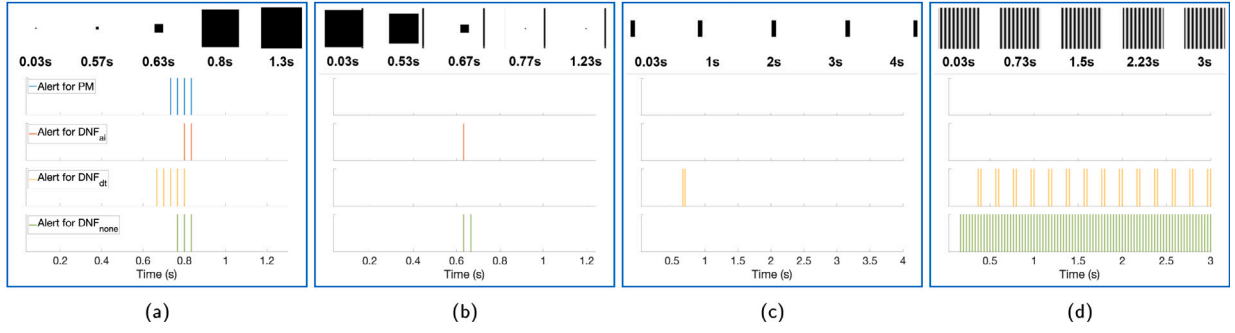 0.03s 0.57s 0.63s 0.8s 1.3s
Alert for PM
Alert for DNF_ai
Alert for DNF_dt
Alert for DNF_none
0.2 0.4 0.6 0.8 1 1.2
Time (s)
(a)
0.03s 0.53s 0.67s 0.77s 1.23s
0.2 0.4 0.6 0.8 1 1.2
Time (s)
(b)
0.03s 1s 2s 3s 4s
0.5 1 1.5 2 2.5 3 3.5 4
Time (s)
(c)
0.03s 0.73s 1.5s 2.23s 3s
0.5 1 1.5 2 2.5 3
Time (s)
(d)